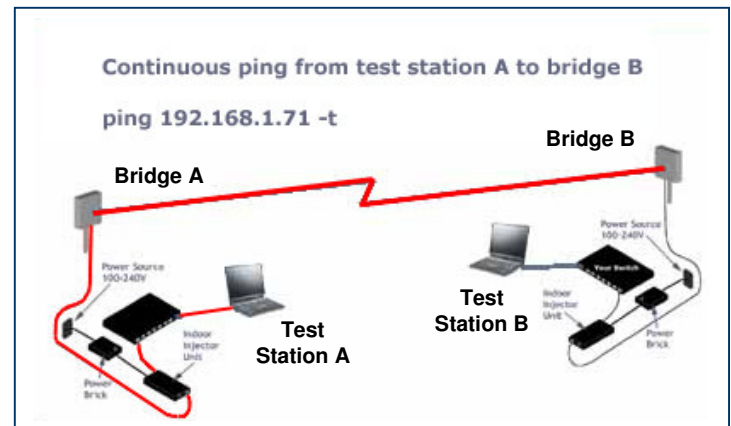 Continuous ping from test station A to bridge B
ping 192.168.1.71 -t
Bridge B
Bridge A
Power Source
100-240V
Your Switch
Power Source
100-240V
Test
Station B
Indoor
Injector
Unit
Power
Brick
Test
Station A
Indoor
Injector
Unit
Power
Brick